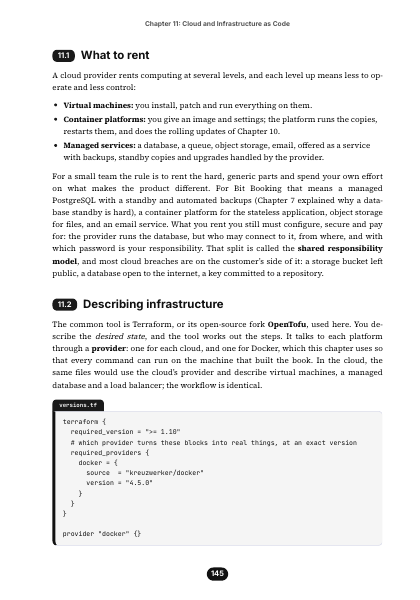 Chapter 11: Cloud and Infrastructure as Code
11.1 What to rent
A cloud provider rents computing at several levels, and each level up means less to op-
erate and less control:
• Virtual machines: you install, patch and run everything on them.
• Container platforms: you give an image and settings; the platform runs the copies,
restarts them, and does the rolling updates of Chapter 10.
• Managed services: a database, a queue, object storage, email, offered as a service
with backups, standby copies and upgrades handled by the provider.
For a small team the rule is to rent the hard, generic parts and spend your own effort
on what makes the product different. For Bit Booking that means a managed
PostgreSQL with a standby and automated backups (Chapter 7 explained why a data-
base standby is hard), a container platform for the stateless application, object storage
for files, and an email service. What you rent you still must configure, secure and pay
for: the provider runs the database, but who may connect to it, from where, and with
which password is your responsibility. That split is called the shared responsibility
model, and most cloud breaches are on the customer's side of it: a storage bucket left
public, a database open to the internet, a key committed to a repository.
11.2 Describing infrastructure
The common tool is Terraform, or its open-source fork OpenTofu, used here. You de-
scribe the desired state, and the tool works out the steps. It talks to each platform
through a provider: one for each cloud, and one for Docker, which this chapter uses so
that every command can run on the machine that built the book. In the cloud, the
same files would use the cloud's provider and describe virtual machines, a managed
database and a load balancer; the workflow is identical.
versions.tf
terraform {
  required_version = ">= 1.10"
  # which provider turns these blocks into real things, at an exact version
  required_providers {
    docker = {
      source  = "kreuzwerker/docker"
      version = "4.5.0"
    }
  }
}
provider "docker" {}
145